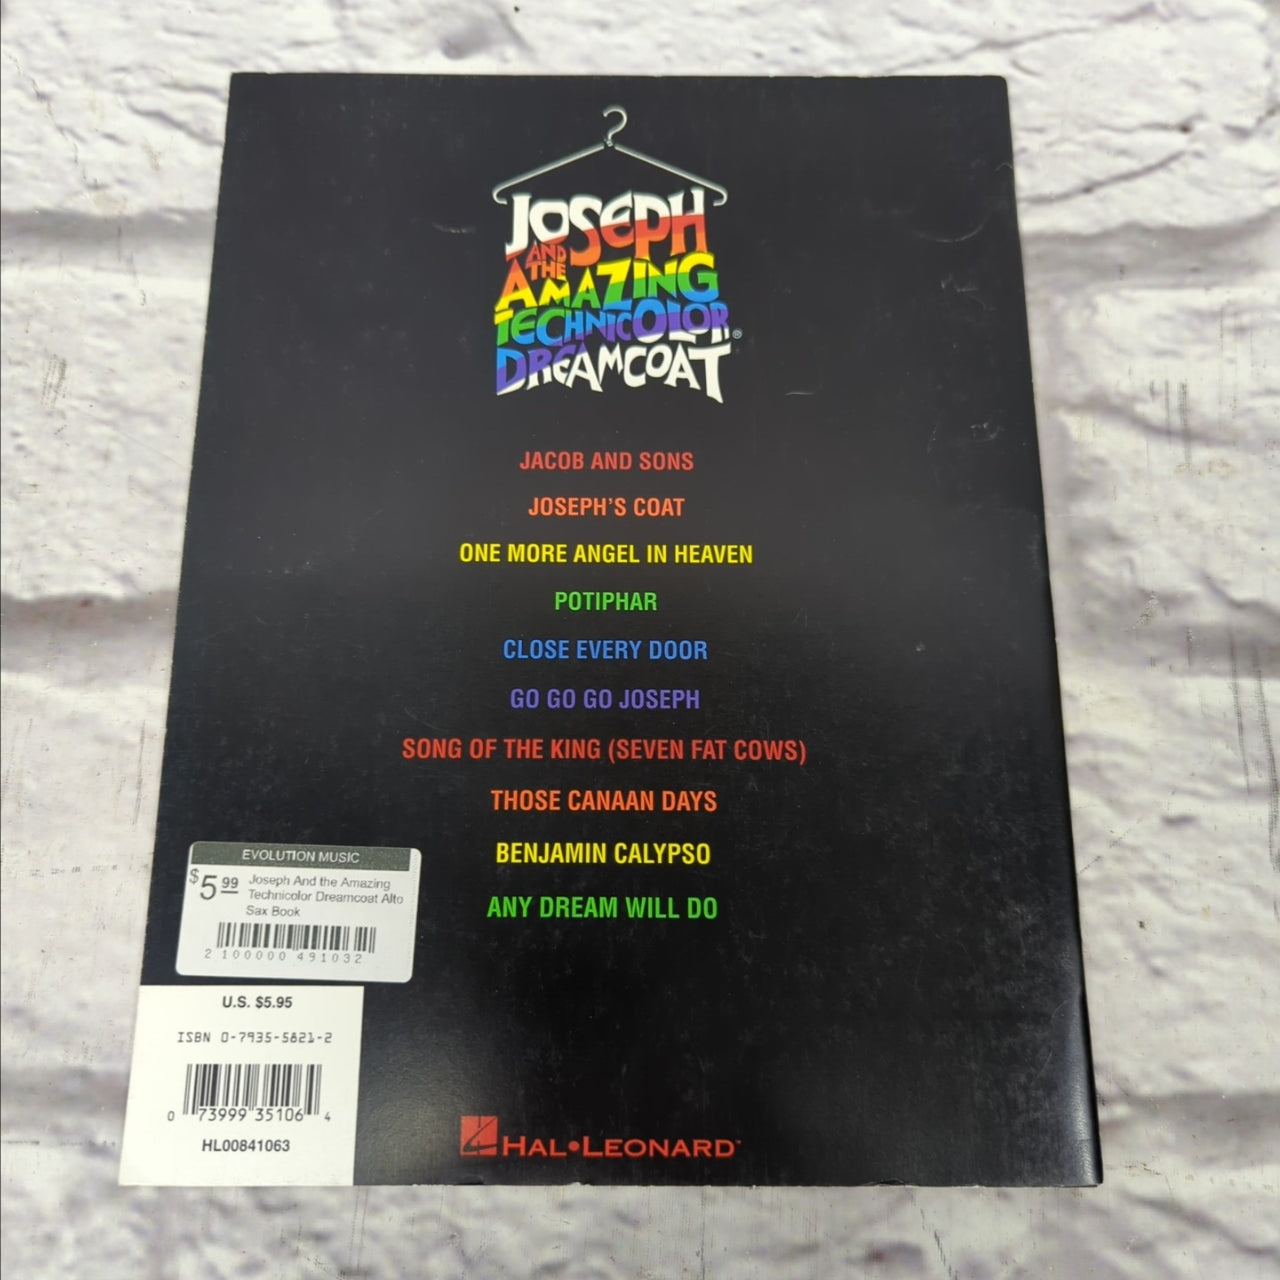 JOSEPH
AND THE
AMAZING
TECHNICOLOR®
DREAMCOAT
JACOB AND SONS
JOSEPH'S COAT
ONE MORE ANGEL IN HEAVEN
POTIPHAR
CLOSE EVERY DOOR
GO GO GO JOSEPH
SONG OF THE KING (SEVEN FAT COWS)
THOSE CANAAN DAYS
BENJAMIN CALYPSO
ANY DREAM WILL DO
EVOLUTION MUSIC
$5.99 Joseph And the Amazing
Technicolor Dreamcoat Alto
Sax Book
2 100000 491032
U.S. $5.95
ISBN 0-7935-5821-2
0 73999 35106 4
HL00841063
HAL•LEONARD™